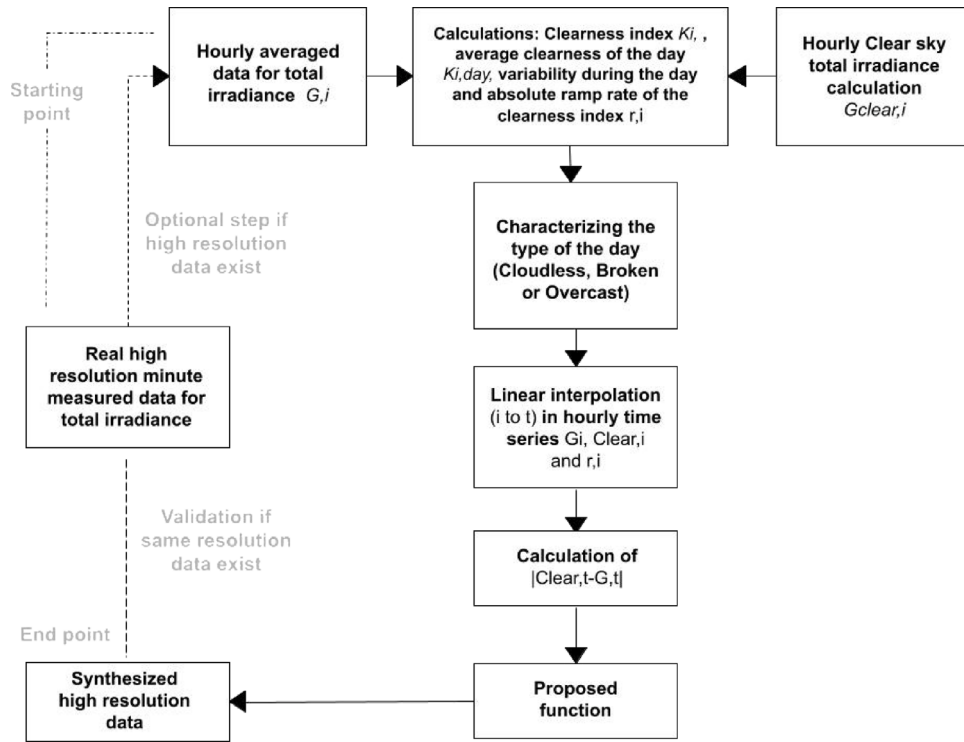 Starting
point
Hourly averaged
data for total
irradiance G,i
Calculations: Clearness index Ki, ,
average clearness of the day
Ki,day, variability during the day
and absolute ramp rate of the
clearness index r,i
Hourly Clear sky
total irradiance
calculation
Gclear,i
Optional step if
high resolution
data exist
Characterizing the
type of the day
(Cloudless, Broken
or Overcast)
Real high
resolution minute
measured data for
total irradiance
Linear interpolation
(i to t) in hourly time
series Gi, Clear,i
and r,i
Validation if
same resolution
data exist
Calculation of
|Clear,t-G,t|
End point
Synthesized
high resolution
data
Proposed
function